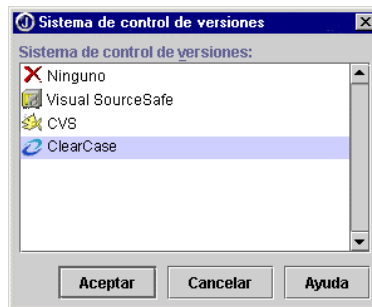 Sistema de control de versiones
Sistema de control de versiones:
Ninguno
Visual SourceSafe
CVS
ClearCase
Aceptar
Cancelar
Ayuda